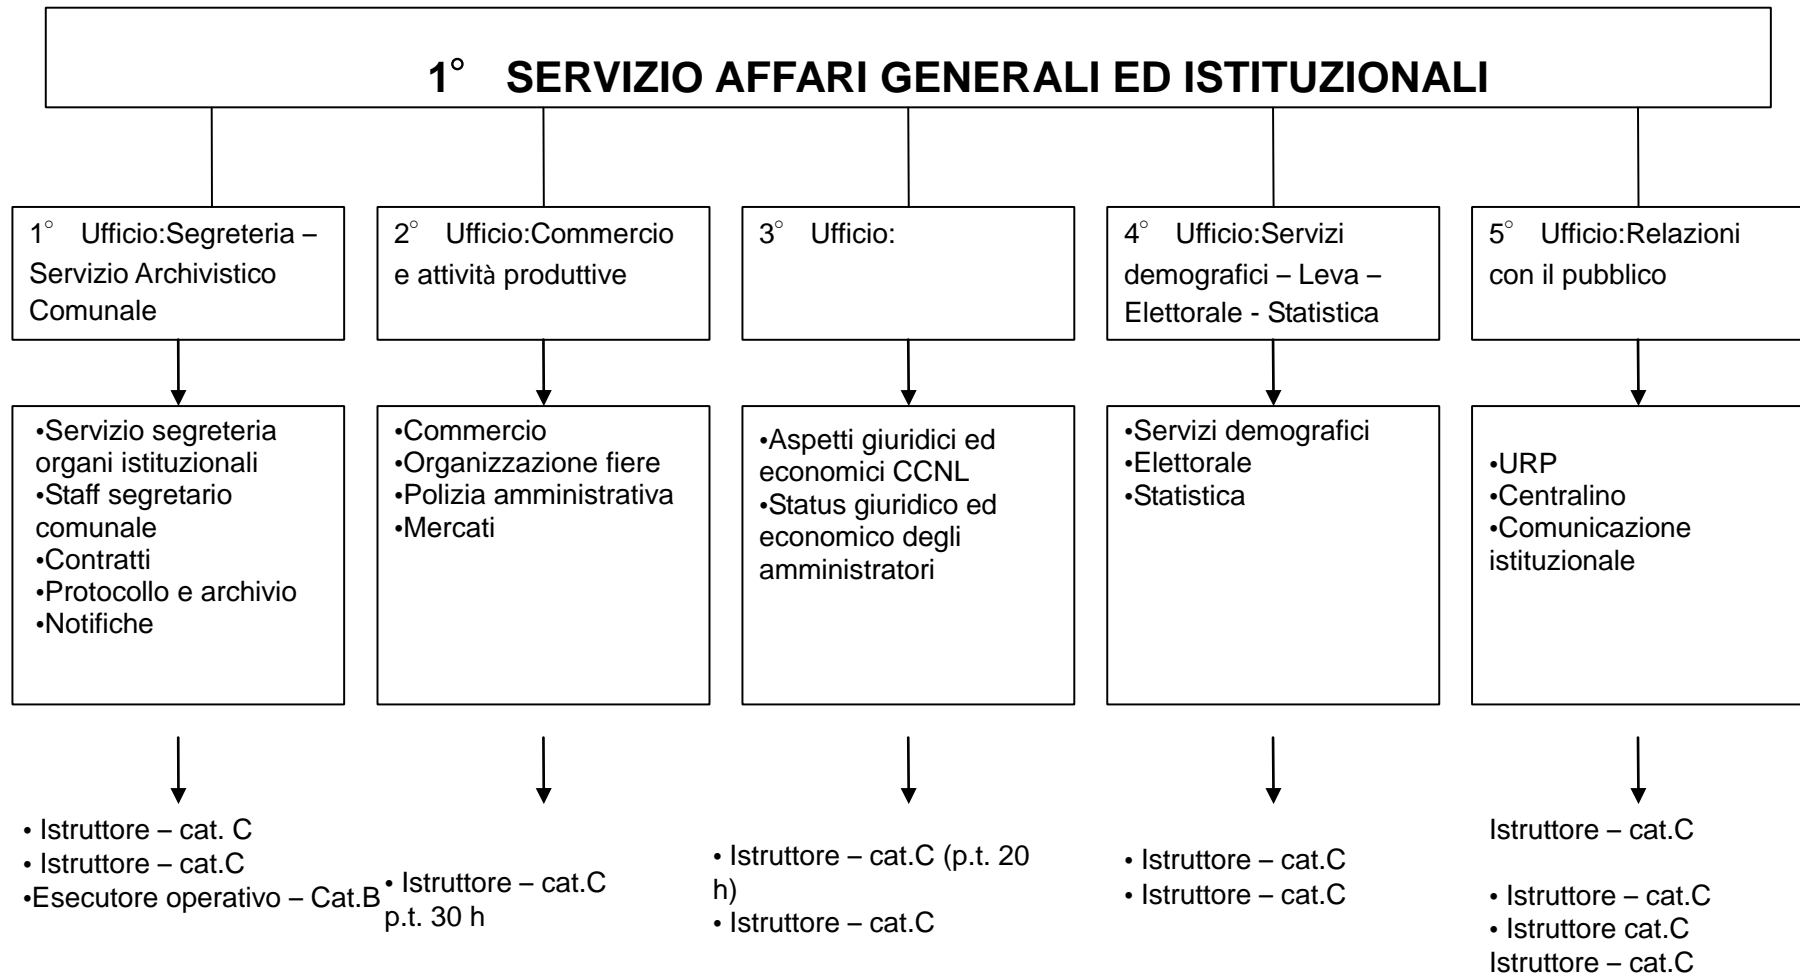 1° SERVIZIO AFFARI GENERALI ED ISTITUZIONALI
1° Ufficio:Segreteria –
Servizio Archivistico
Comunale
2° Ufficio:Commercio
e attività produttive
3° Ufficio:
4° Ufficio:Servizi
demografici – Leva –
Elettorale - Statistica
5° Ufficio:Relazioni
con il pubblico
•Servizio segreteria
organi istituzionali
•Staff segretario
comunale
•Contratti
•Protocollo e archivio
•Notifiche
•Commercio
•Organizzazione fiere
•Polizia amministrativa
•Mercati
•Aspetti giuridici ed
economici CCNL
•Status giuridico ed
economico degli
amministratori
•Servizi demografici
•Elettorale
•Statistica
•URP
•Centralino
•Comunicazione
istituzionale
• Istruttore – cat. C
• Istruttore – cat.C
•Esecutore operativo – Cat.B
• Istruttore – cat.C
p.t. 30 h
• Istruttore – cat.C (p.t. 20
h)
• Istruttore – cat.C
• Istruttore – cat.C
• Istruttore – cat.C
Istruttore – cat.C
• Istruttore – cat.C
• Istruttore cat.C
Istruttore – cat.C